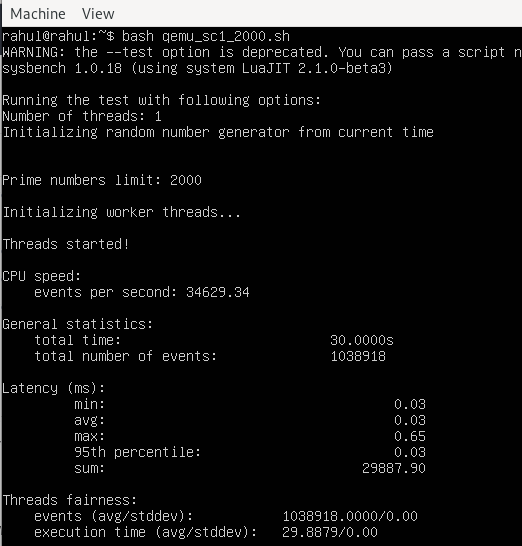 Machine View
rahul@rahul:~$ bash qemu_sc1_2000.sh
WARNING: the --test option is deprecated. You can pass a script n
sysbench 1.0.18 (using system LuaJIT 2.1.0-beta3)
Running the test with following options:
Number of threads: 1
Initializing random number generator from current time
Prime numbers limit: 2000
Initializing worker threads...
Threads started!
CPU speed:
events per second: 34629.34
General statistics:
total time: 30.0000s
total number of events: 1038918
Latency (ms):
min: 0.03
avg: 0.03
max: 0.65
95th percentile: 0.03
sum: 29887.90
Threads fairness:
events (avg/stddev): 1038918.0000/0.00
execution time (avg/stddev): 29.8879/0.00